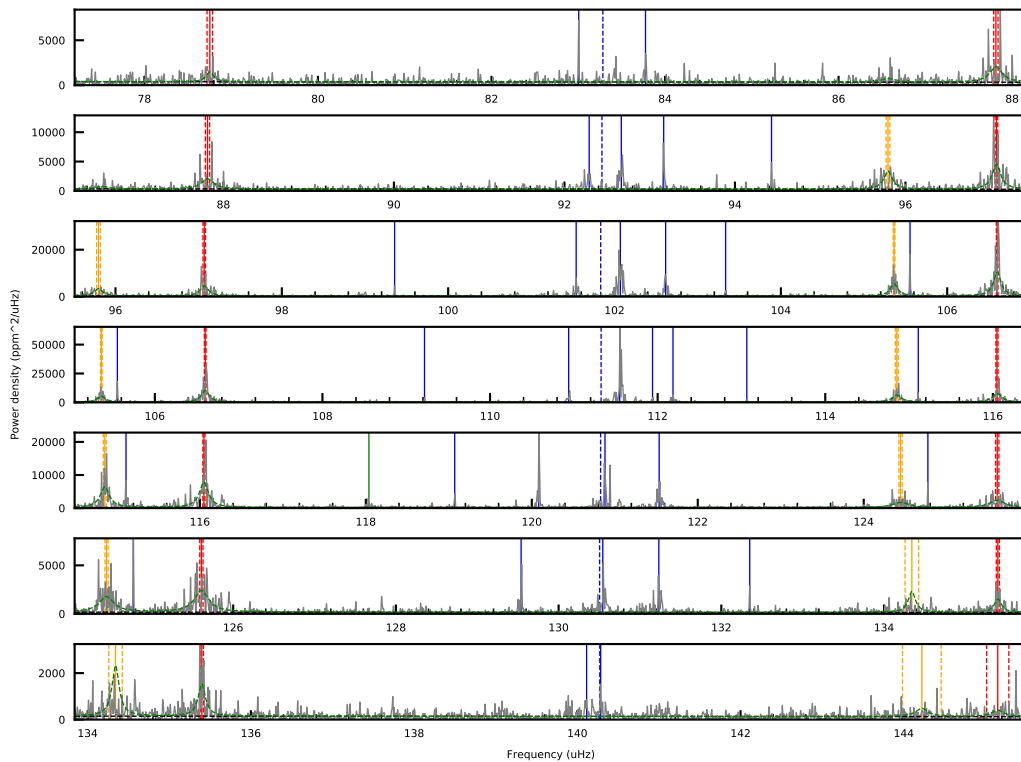 5000
0
78 80 82 84 86 88
10000
5000
0
88 90 92 94 96
20000
0
96 98 100 102 104 106
50000
25000
0
106 108 110 112 114 116
20000
10000
0
116 118 120 122 124
5000
0
126 128 130 132 134
2000
0
134 136 138 140 142 144
Power density (ppm^2/uHz)
Frequency (uHz)